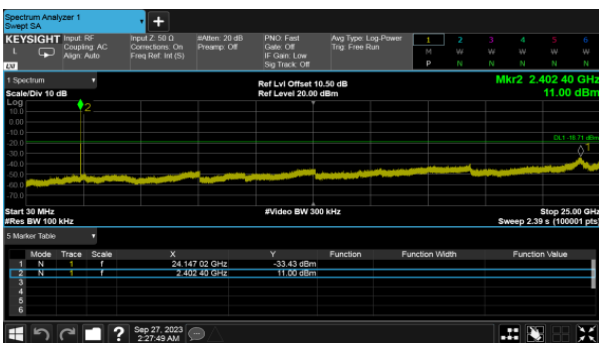 Spectrum Analyzer 1
Swept SA
KEYSIGHT Input: RF Input Z: 50 Ω #Atten: 20 dB PNO: Fast Avg Type: Log-Power 1 2 3 4 5 6
L Coupling: AC Corrections: On Preamp: Off Gate: Off Trig: Free Run M W W W W W
Align: Auto Freq Ref: Int (S) IF Gain: Low P N N N N N
Sig Track: Off
LXI
1 Spectrum Ref Lvl Offset 10.50 dB Mkr2 2.402 40 GHz
Scale/Div 10 dB Ref Level 20.00 dBm 11.00 dBm
Log
10.0 2
0.00
-10.0
-20.0 DL1 -18.71 dBm
-30.0 1
-40.0
-50.0
-60.0
-70.0
Start 30 MHz #Video BW 300 kHz Stop 25.00 GHz
#Res BW 100 kHz Sweep 2.39 s (100001 pts)
5 Marker Table
Mode Trace Scale X Y Function Function Width Function Value
1 N 1 f 24.147 02 GHz -33.43 dBm
2 N 1 f 2.402 40 GHz 11.00 dBm
3
4
5
6
? Sep 27, 2023
2:27:49 AM